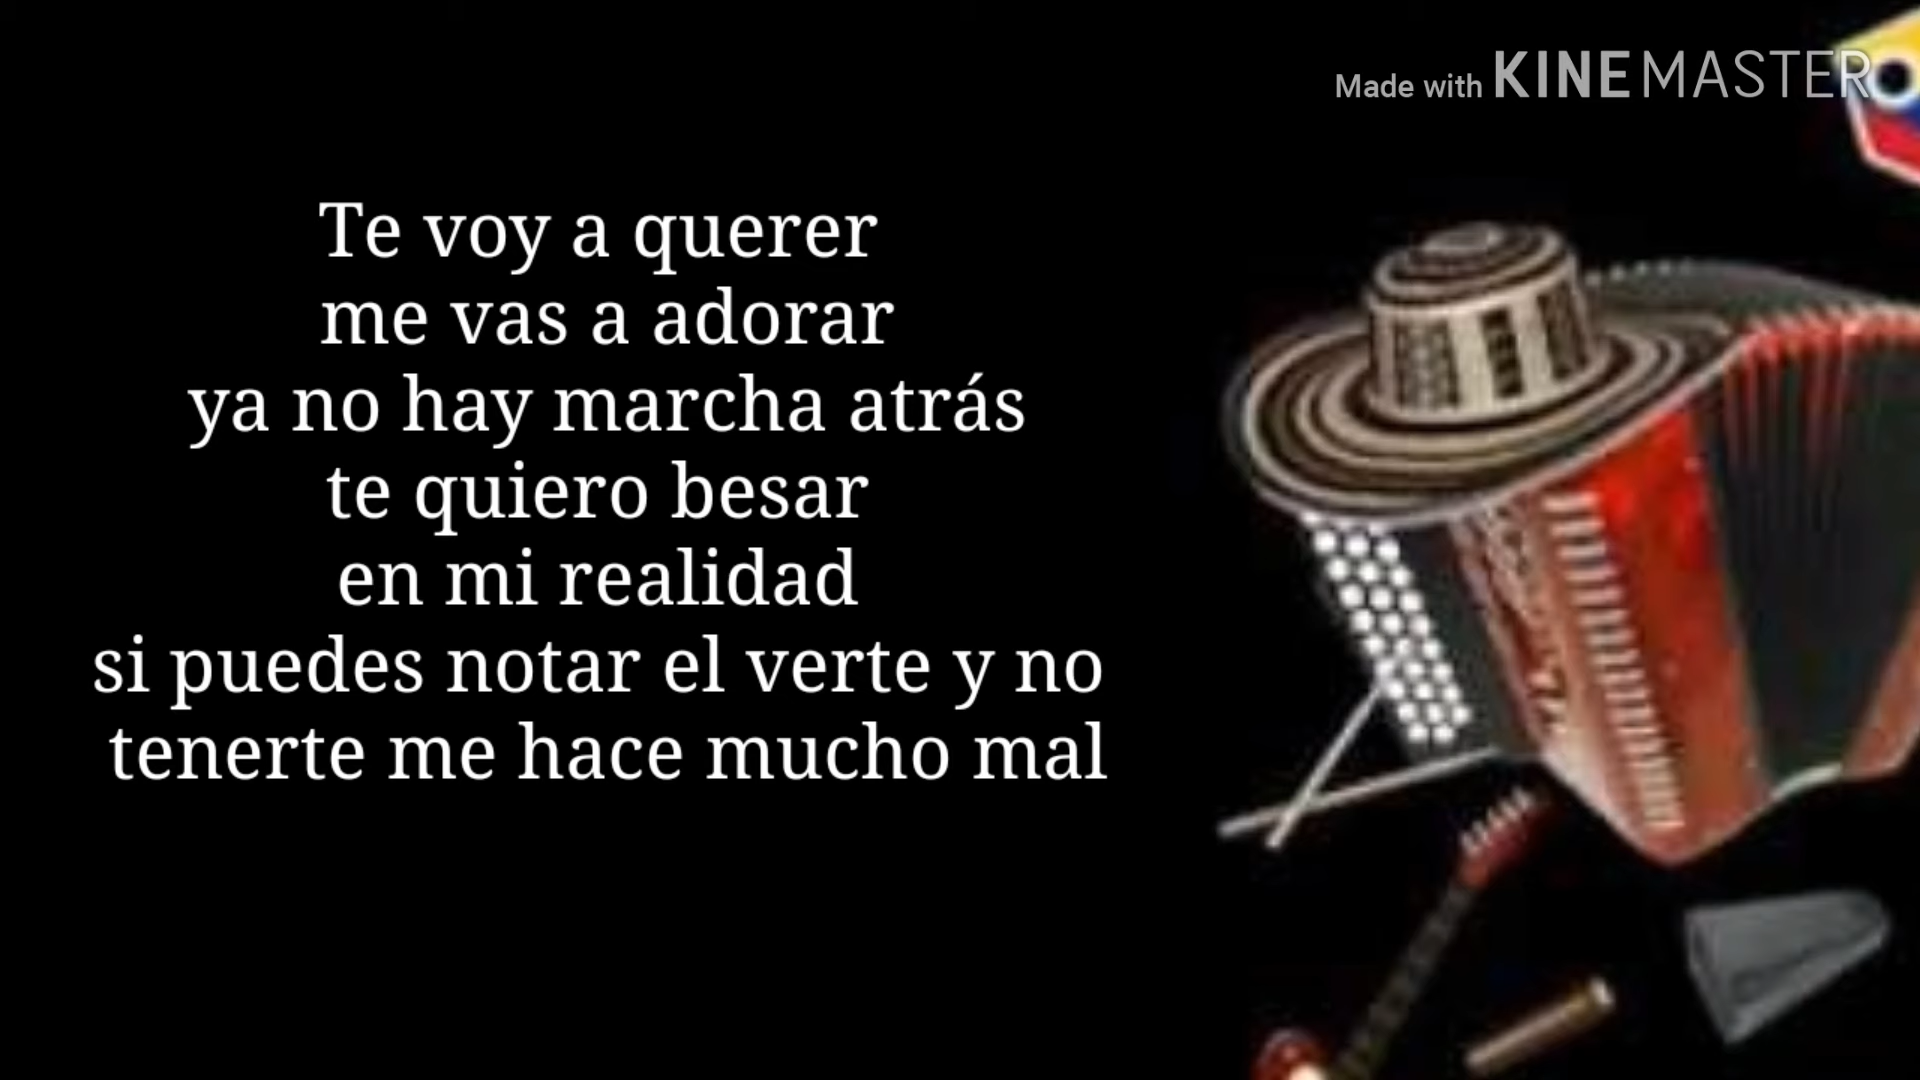 Made with KINEMASTER
Te voy a querer
me vas a adorar
ya no hay marcha atrás
te quiero besar
en mi realidad
si puedes notar el verte y no
tenerte me hace mucho mal